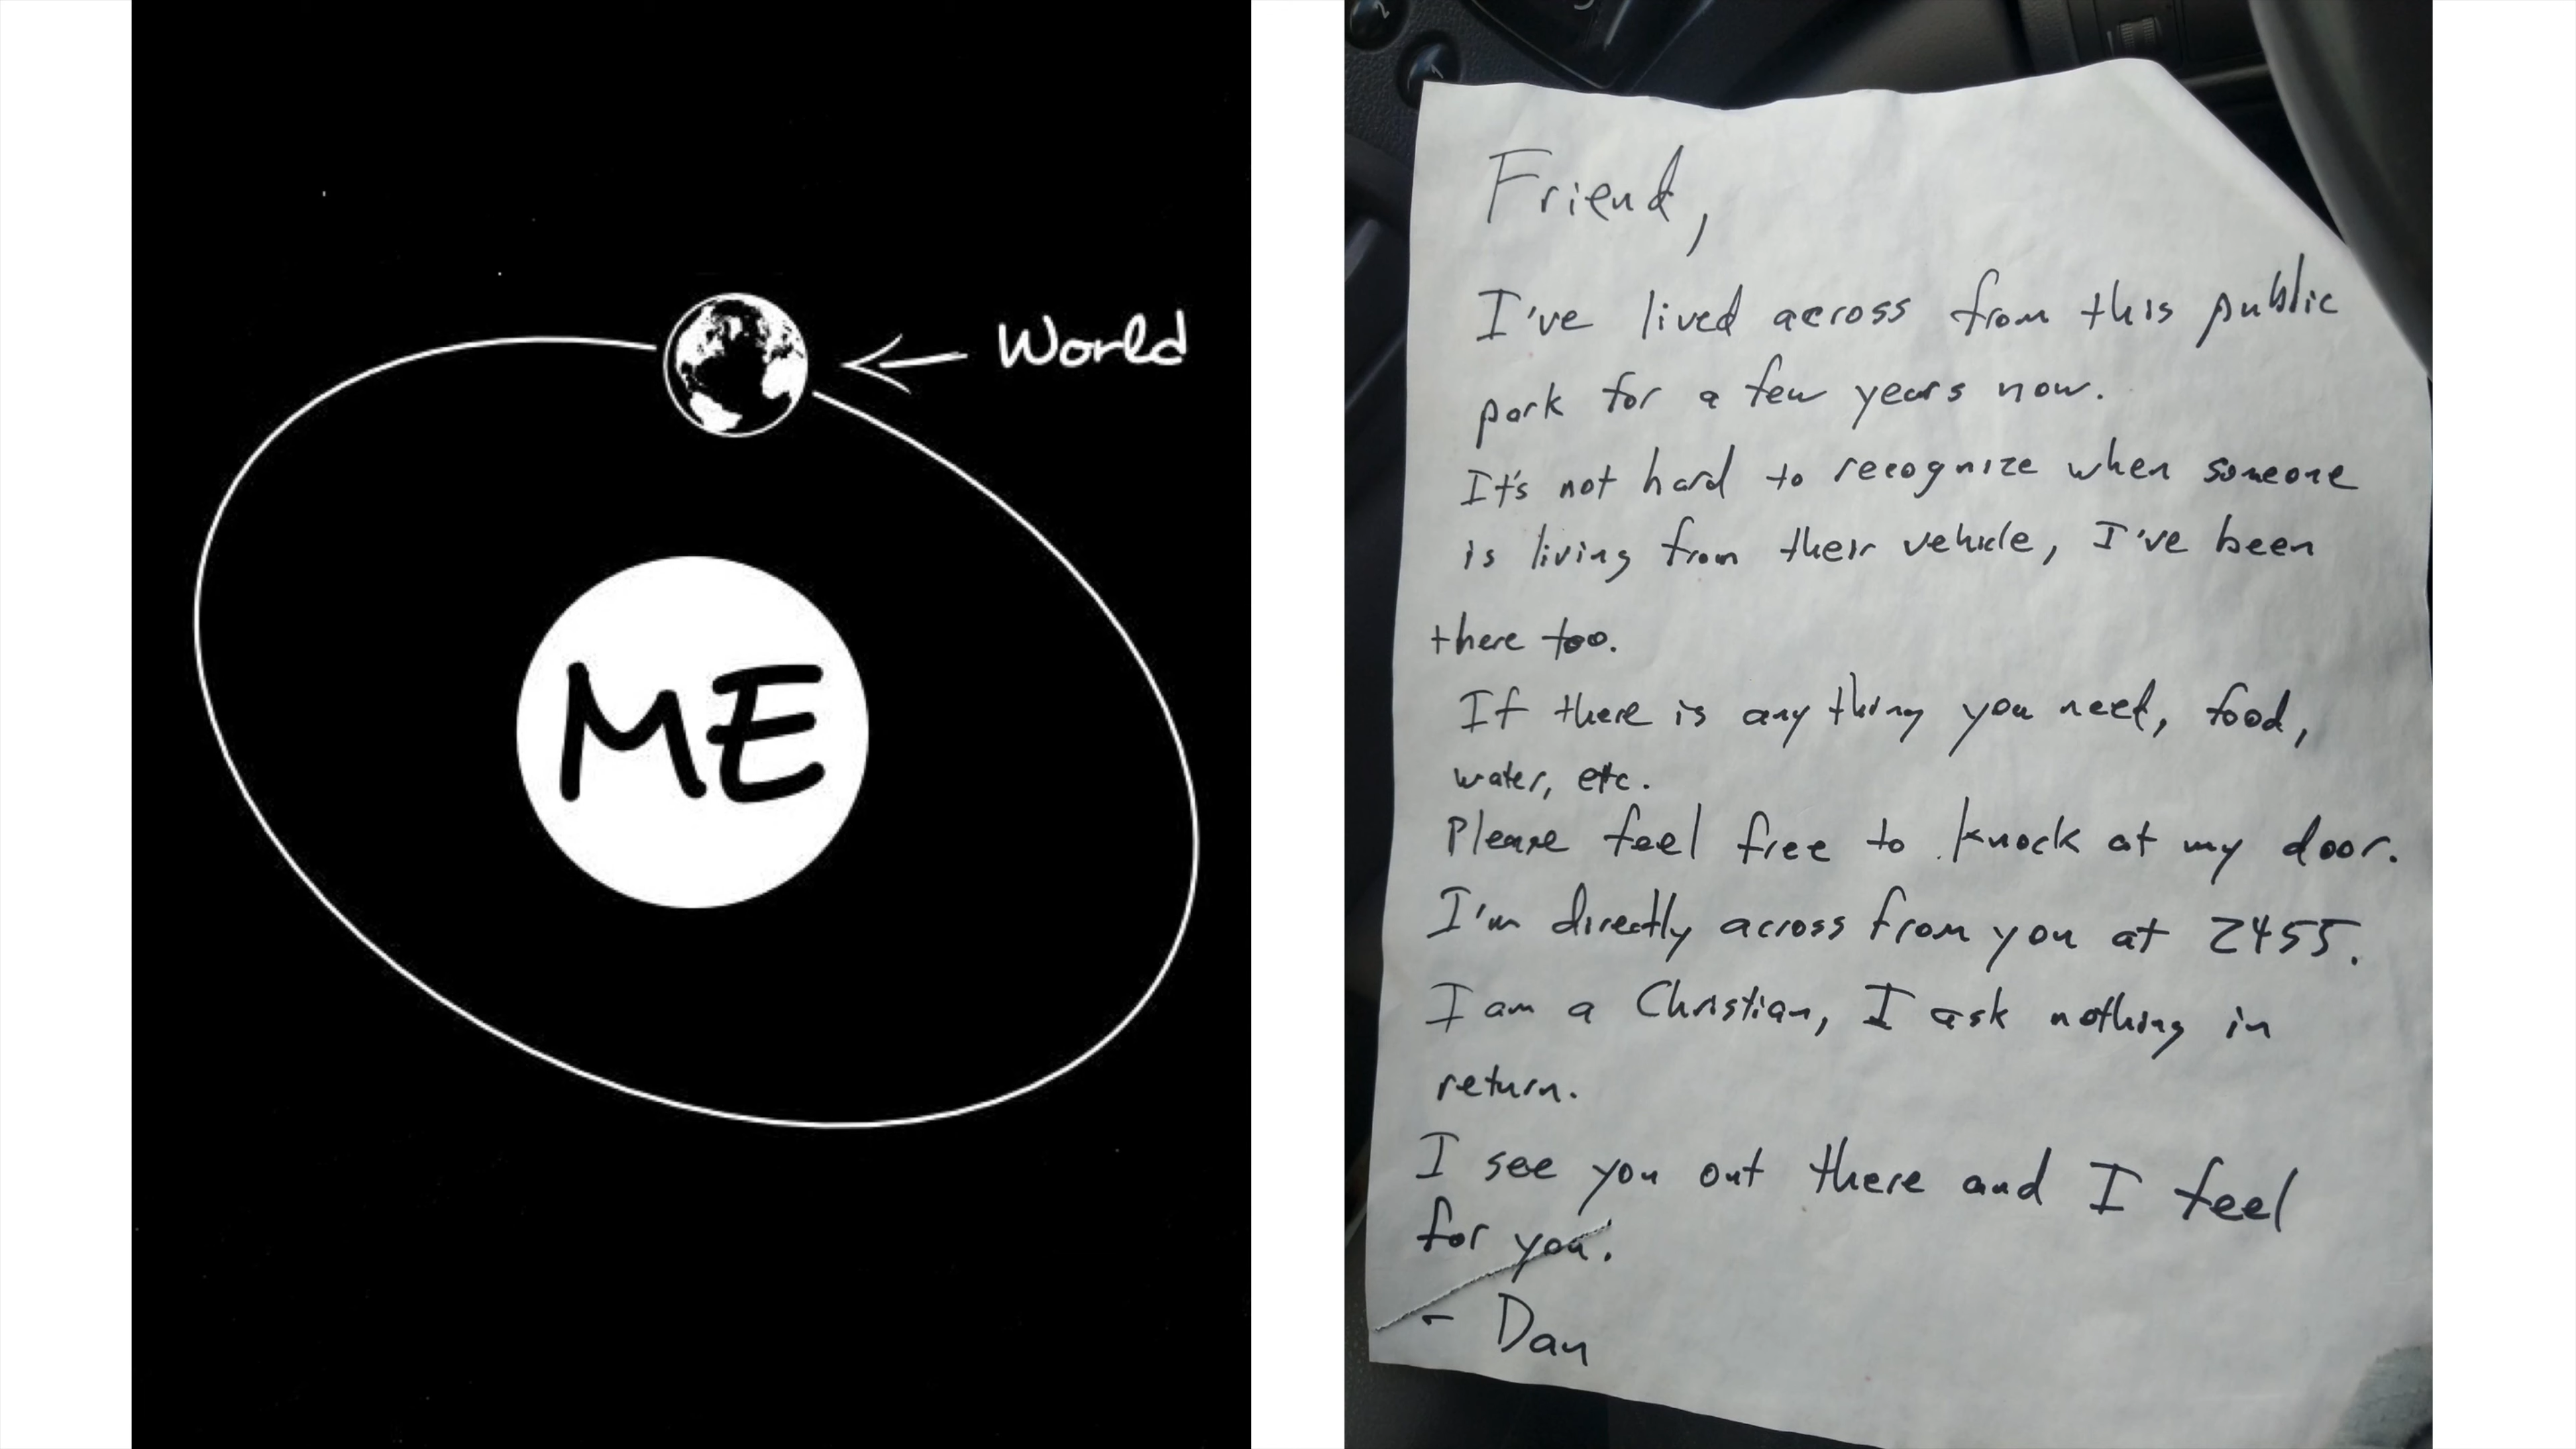 World
ME
Friend,
I've lived across from this public
park for a few years now.
It's not hard to recognize when someone
is living from their vehicle, I've been
there too.
If there is anything you need, food,
water, etc.
Please feel free to knock at my door.
I'm directly across from you at 2455.
I am a Christian, I ask nothing in
return.
I see you out there and I feel
for you.
- Dan